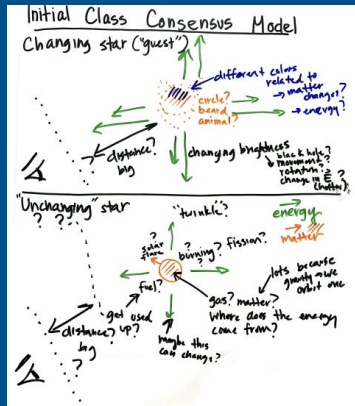 Initial Class Consensus Model
Changing star ("guest")
different colors
related to
→ matter
changes?
→ energy?
circle?
beard
animal?
distance?
big
changing brightness
black hole?
movement?
rotation?
change in E
(hotter)?
"Unchanging" star
? ? ?
"twinkle"?
energy
matter
?
solar
flare
?
burning?
?
fission?
fuel?
get used
up?
gas? matter?
Where does the energy
come from?
lots because
gravity → we
orbit one
distance?
big
?
maybe this
can change?